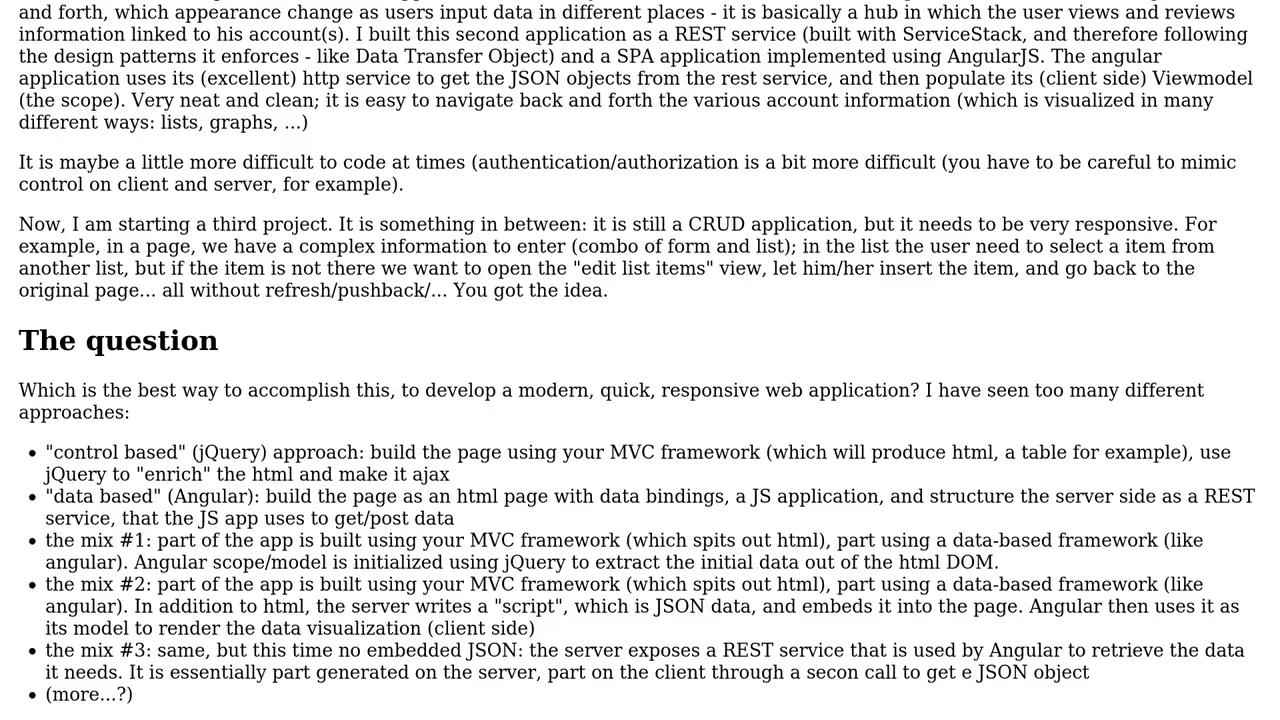 and forth, which appearance change as users input data in different places - it is basically a hub in which the user views and reviews
information linked to his account(s). I built this second application as a REST service (built with ServiceStack, and therefore following
the design patterns it enforces - like Data Transfer Object) and a SPA application implemented using AngularJS. The angular
application uses its (excellent) http service to get the JSON objects from the rest service, and then populate its (client side) Viewmodel
(the scope). Very neat and clean; it is easy to navigate back and forth the various account information (which is visualized in many
different ways: lists, graphs, ...)
It is maybe a little more difficult to code at times (authentication/authorization is a bit more difficult (you have to be careful to mimic
control on client and server, for example).
Now, I am starting a third project. It is something in between: it is still a CRUD application, but it needs to be very responsive. For
example, in a page, we have a complex information to enter (combo of form and list); in the list the user need to select a item from
another list, but if the item is not there we want to open the "edit list items" view, let him/her insert the item, and go back to the
original page... all without refresh/pushback/... You got the idea.
The question
Which is the best way to accomplish this, to develop a modern, quick, responsive web application? I have seen too many different
approaches:
• "control based" (jQuery) approach: build the page using your MVC framework (which will produce html, a table for example), use
jQuery to "enrich" the html and make it ajax
• "data based" (Angular): build the page as an html page with data bindings, a JS application, and structure the server side as a REST
service, that the JS app uses to get/post data
• the mix #1: part of the app is built using your MVC framework (which spits out html), part using a data-based framework (like
angular). Angular scope/model is initialized using jQuery to extract the initial data out of the html DOM.
• the mix #2: part of the app is built using your MVC framework (which spits out html), part using a data-based framework (like
angular). In addition to html, the server writes a "script", which is JSON data, and embeds it into the page. Angular then uses it as
its model to render the data visualization (client side)
• the mix #3: same, but this time no embedded JSON: the server exposes a REST service that is used by Angular to retrieve the data
it needs. It is essentially part generated on the server, part on the client through a secon call to get e JSON object
• (more...?)